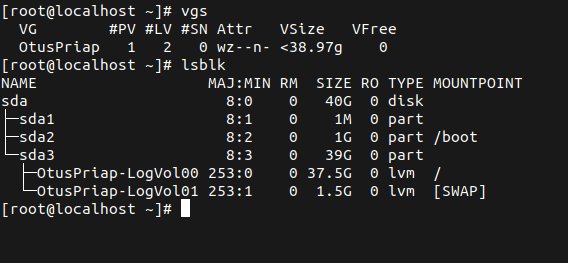 [root@localhost ~]# vgs
  VG        #PV #LV #SN Attr   VSize   VFree
  OtusPriap   1   2   0 wz--n- <38.97g    0
[root@localhost ~]# lsblk
NAME                   MAJ:MIN RM  SIZE RO TYPE MOUNTPOINT
sda                      8:0    0   40G  0 disk
├─sda1                   8:1    0    1M  0 part
├─sda2                   8:2    0    1G  0 part /boot
└─sda3                   8:3    0   39G  0 part
  ├─OtusPriap-LogVol00 253:0    0 37.5G  0 lvm  /
  └─OtusPriap-LogVol01 253:1    0  1.5G  0 lvm  [SWAP]
[root@localhost ~]#